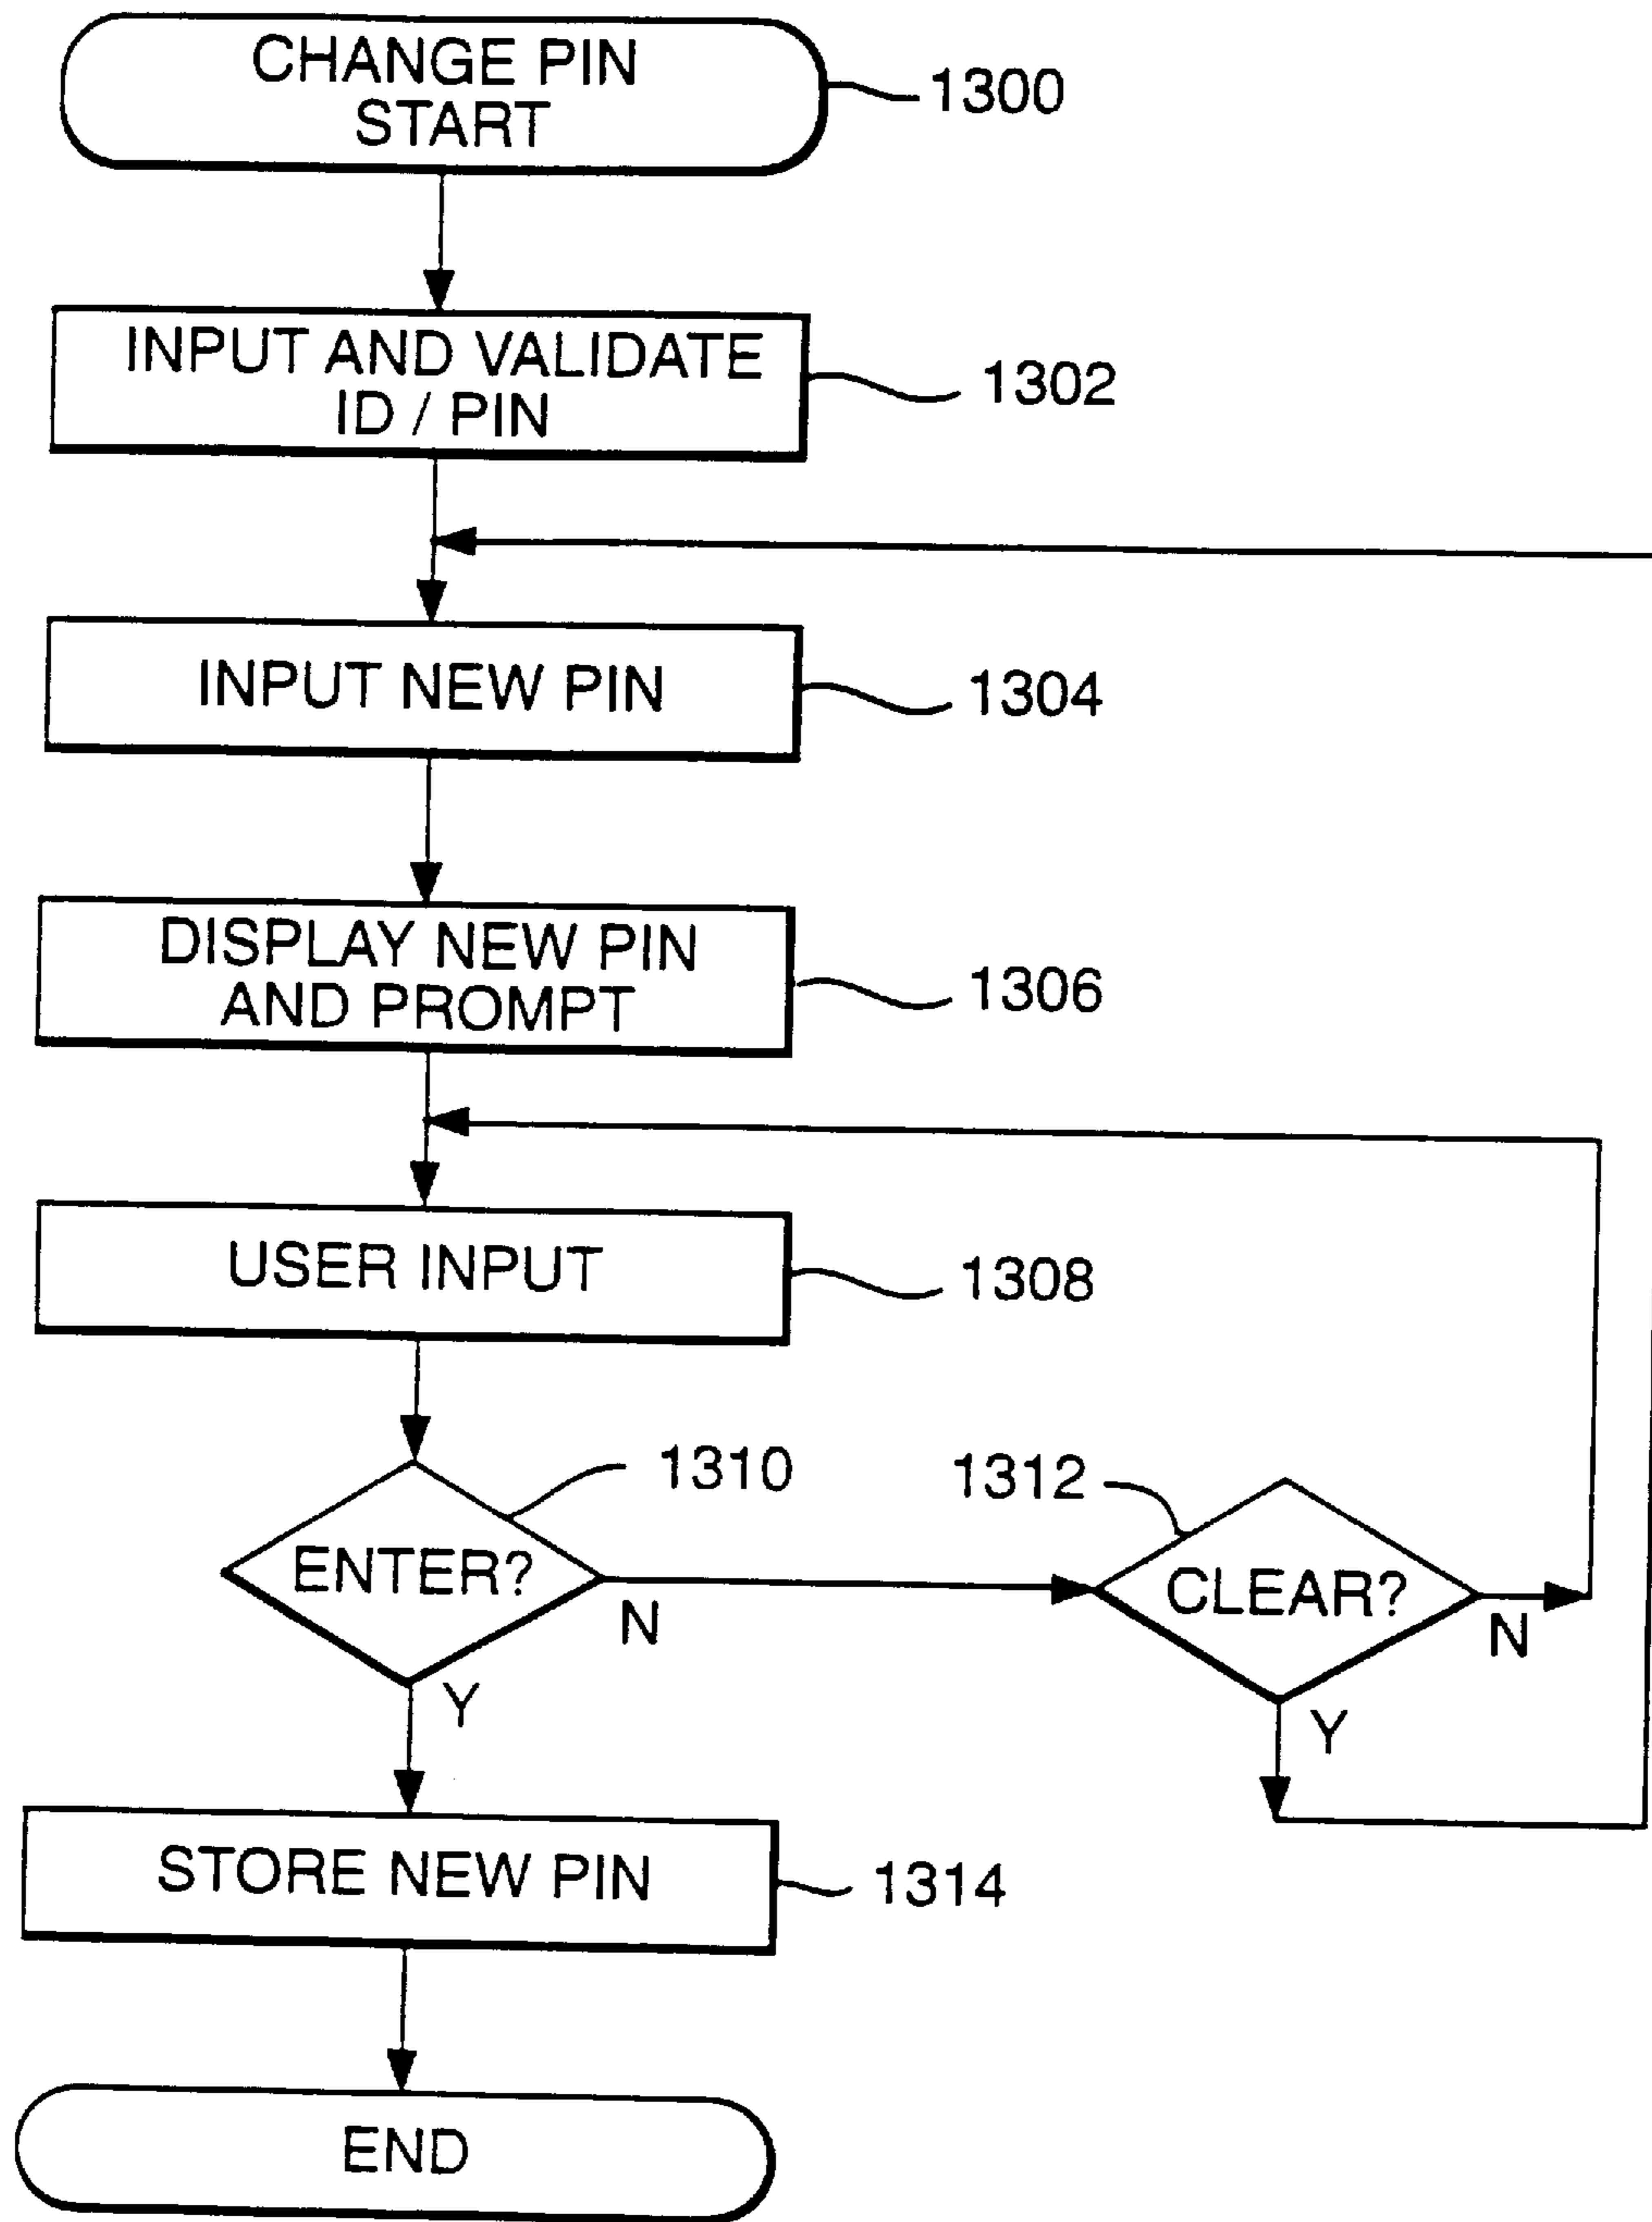 CHANGE PIN
START
1300
INPUT AND VALIDATE
ID / PIN
1302
INPUT NEW PIN
1304
DISPLAY NEW PIN
AND PROMPT
1306
USER INPUT
1308
1310
1312
ENTER?
CLEAR?
N
N
Y
Y
STORE NEW PIN
1314
END